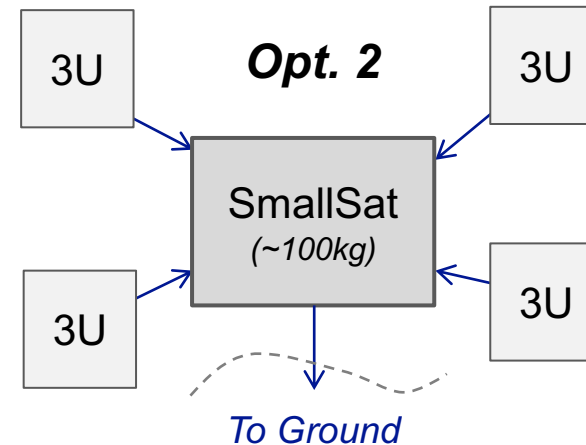 3U
Opt. 2
3U
SmallSat
(~100kg)
3U
3U
To Ground